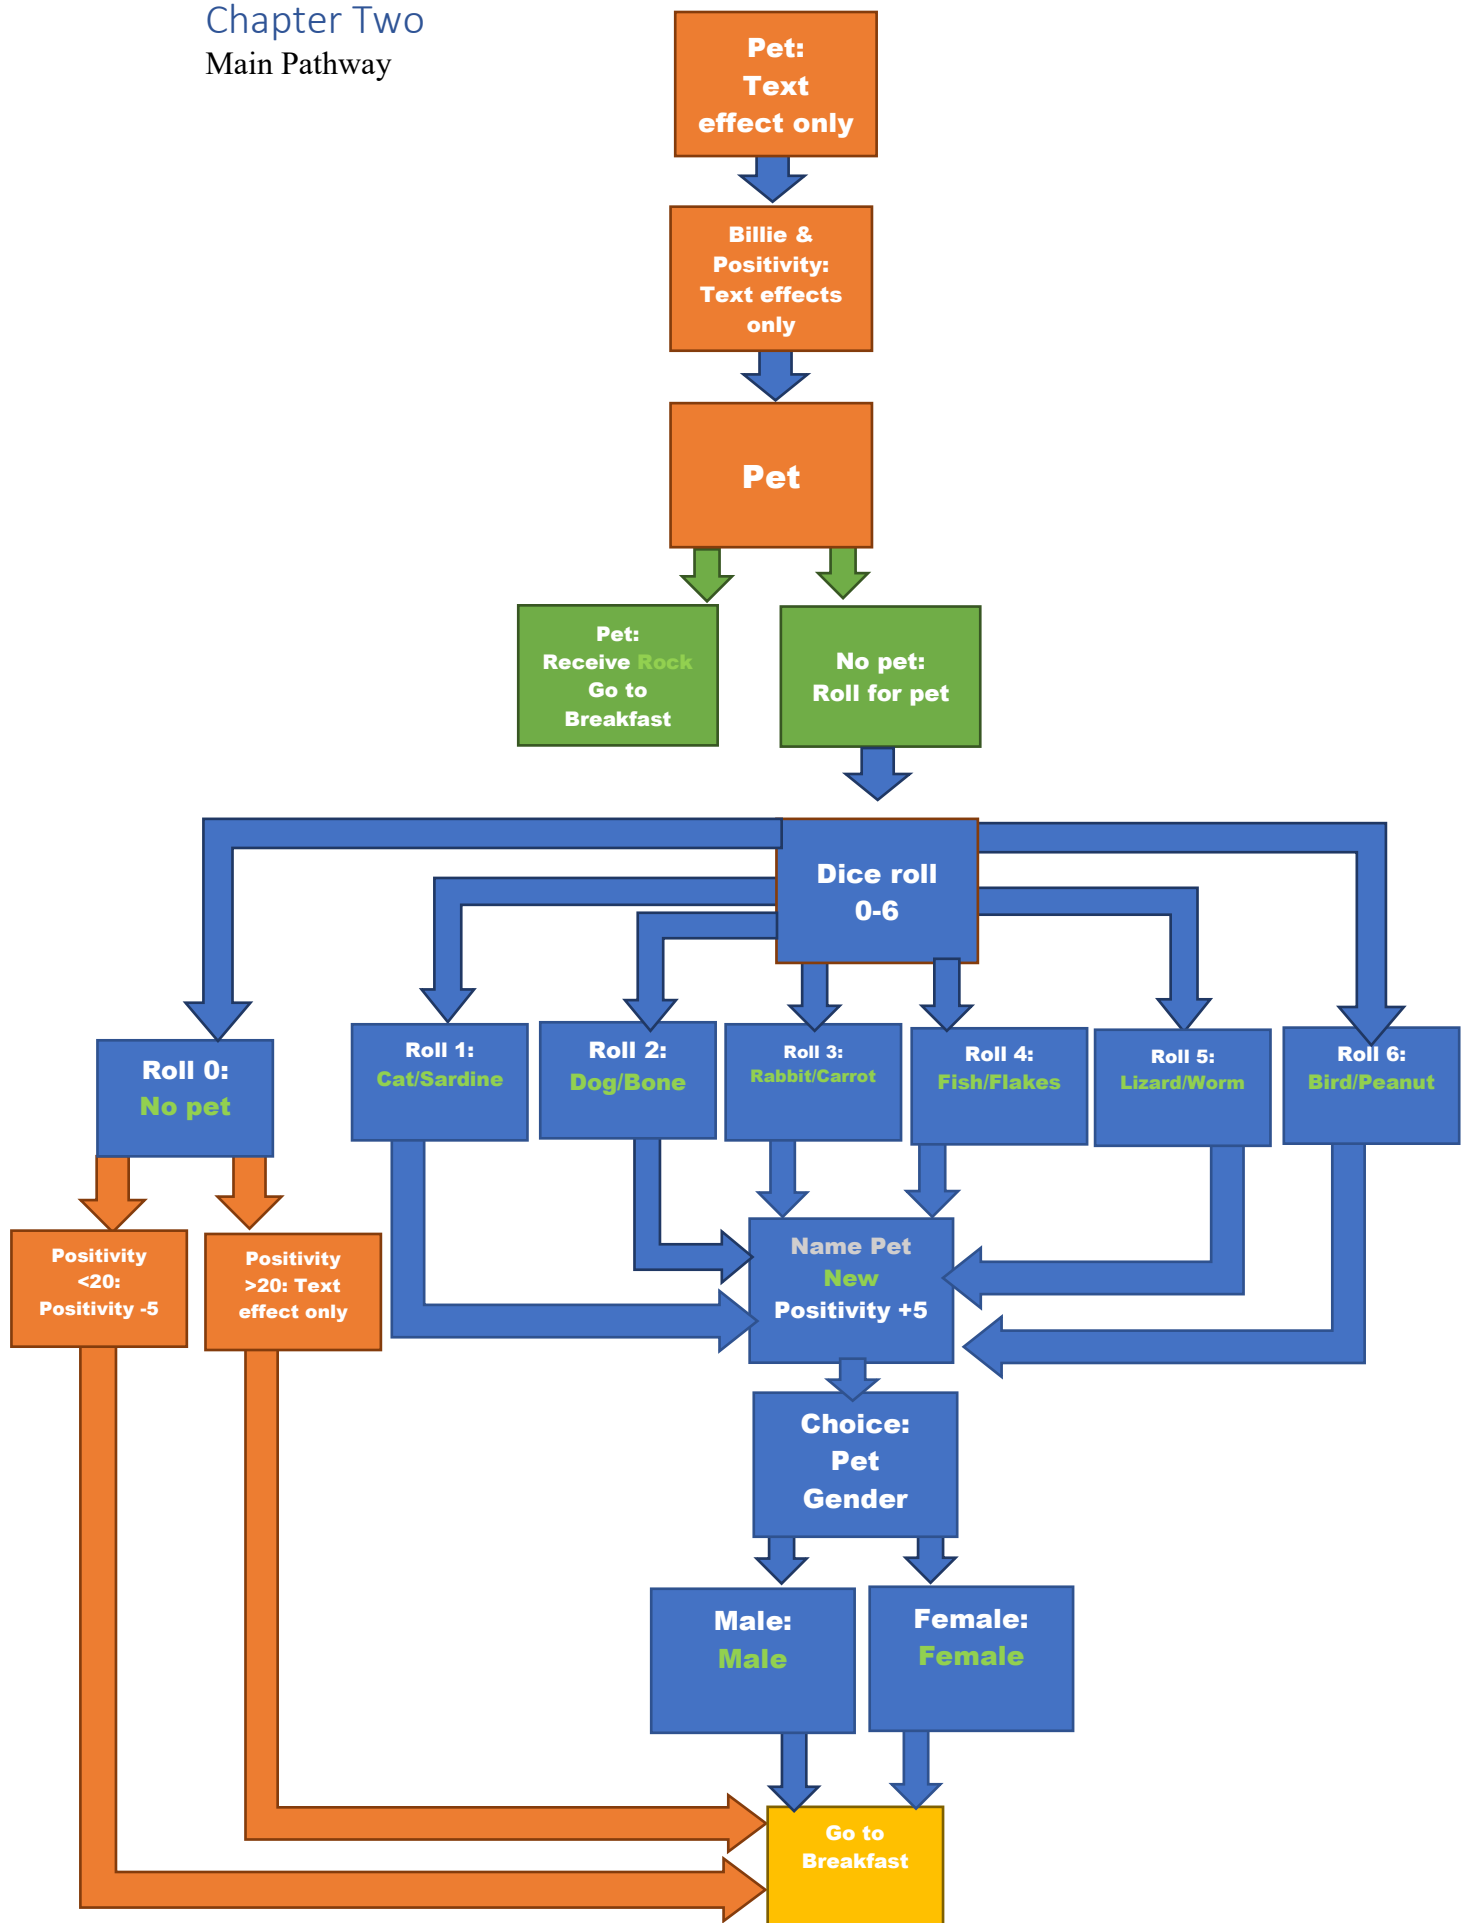 Chapter Two
Main Pathway
Pet:
Text
effect only
Billie &
Positivity:
Text effects
only
Pet
Pet:
Receive Rock
Go to
Breakfast
No pet:
Roll for pet
Dice roll
0-6
Roll 0:
No pet
Roll 1:
Cat/Sardine
Roll 2:
Dog/Bone
Roll 3:
Rabbit/Carrot
Roll 4:
Fish/Flakes
Roll 5:
Lizard/Worm
Roll 6:
Bird/Peanut
Positivity
<20:
Positivity -5
Positivity
>20: Text
effect only
Name Pet
New
Positivity +5
Choice:
Pet
Gender
Male:
Male
Female:
Female
Go to
Breakfast